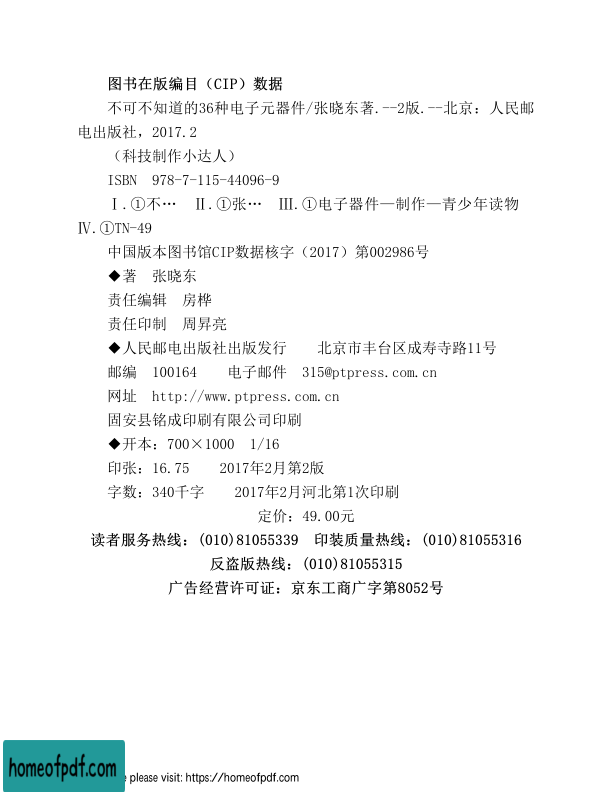 图书在版编目（CIP）数据
不可不知道的36种电子元器件/张晓东著.--2版.--北京：人民邮
电出版社，2017.2
（科技制作小达人）
ISBN 978-7-115-44096-9
Ⅰ.①不… Ⅱ.①张… Ⅲ.①电子器件—制作—青少年读物
Ⅳ.①TN-49
中国版本图书馆CIP数据核字（2017）第002986号
◆著 张晓东
责任编辑 房桦
责任印制 周昇亮
◆人民邮电出版社出版发行 北京市丰台区成寿寺路11号
邮编 100164 电子邮件 315@ptpress.com.cn
网址 http://www.ptpress.com.cn
固安县铭成印刷有限公司印刷
◆开本：700×1000 1/16
印张：16.75 2017年2月第2版
字数：340千字 2017年2月河北第1次印刷
定价：49.00元
读者服务热线：(010)81055339 印装质量热线：(010)81055316
反盗版热线：(010)81055315
广告经营许可证：京东工商广字第8052号
homeofpdf.com
e please visit: https://homeofpdf.com